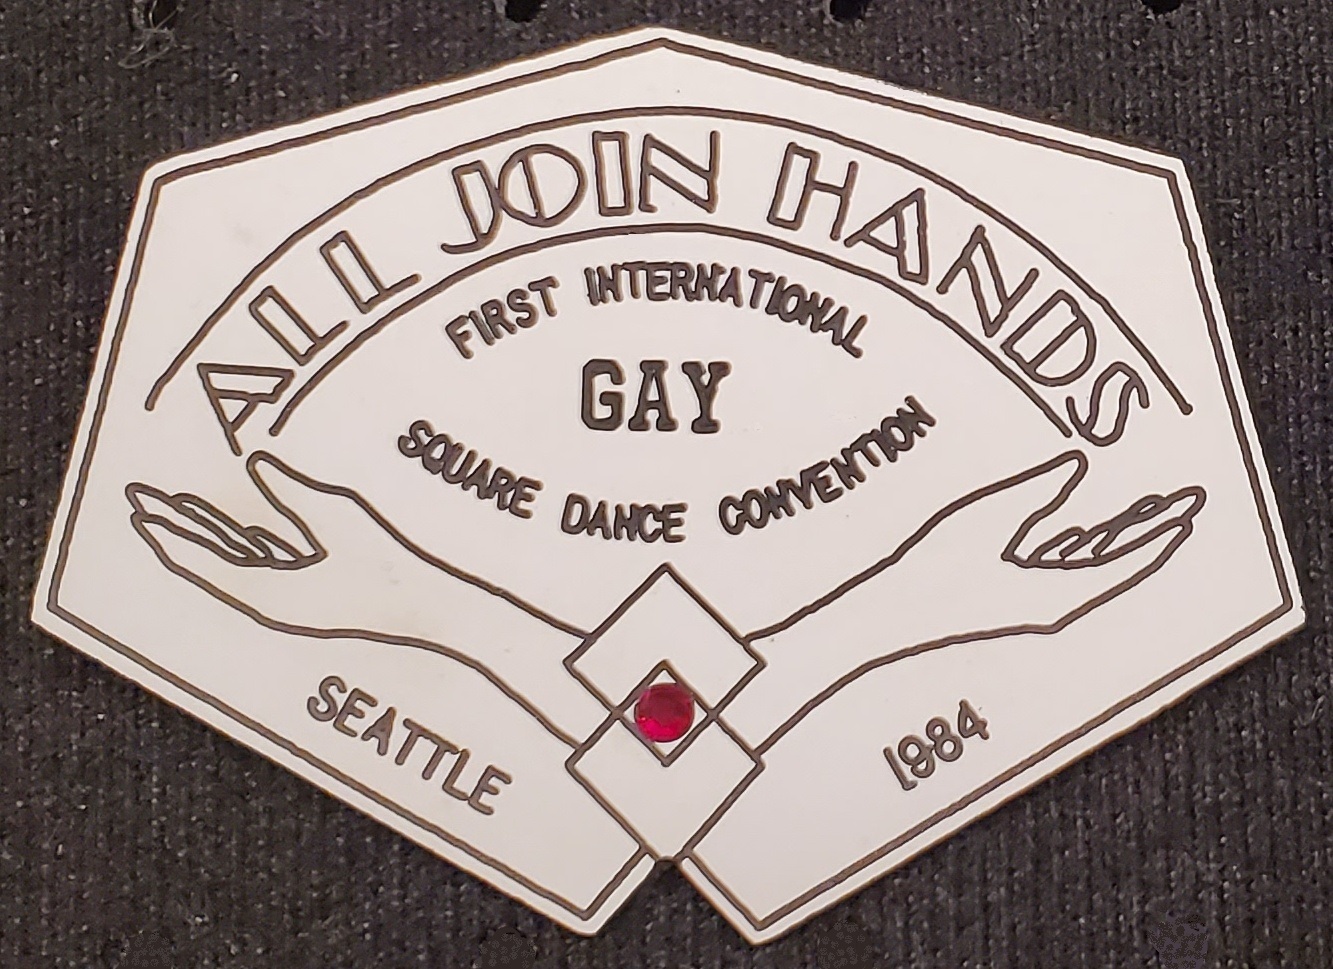 ALL JOIN HANDS
FIRST INTERNATIONAL
GAY
SQUARE DANCE CONVENTION
SEATTLE
1984